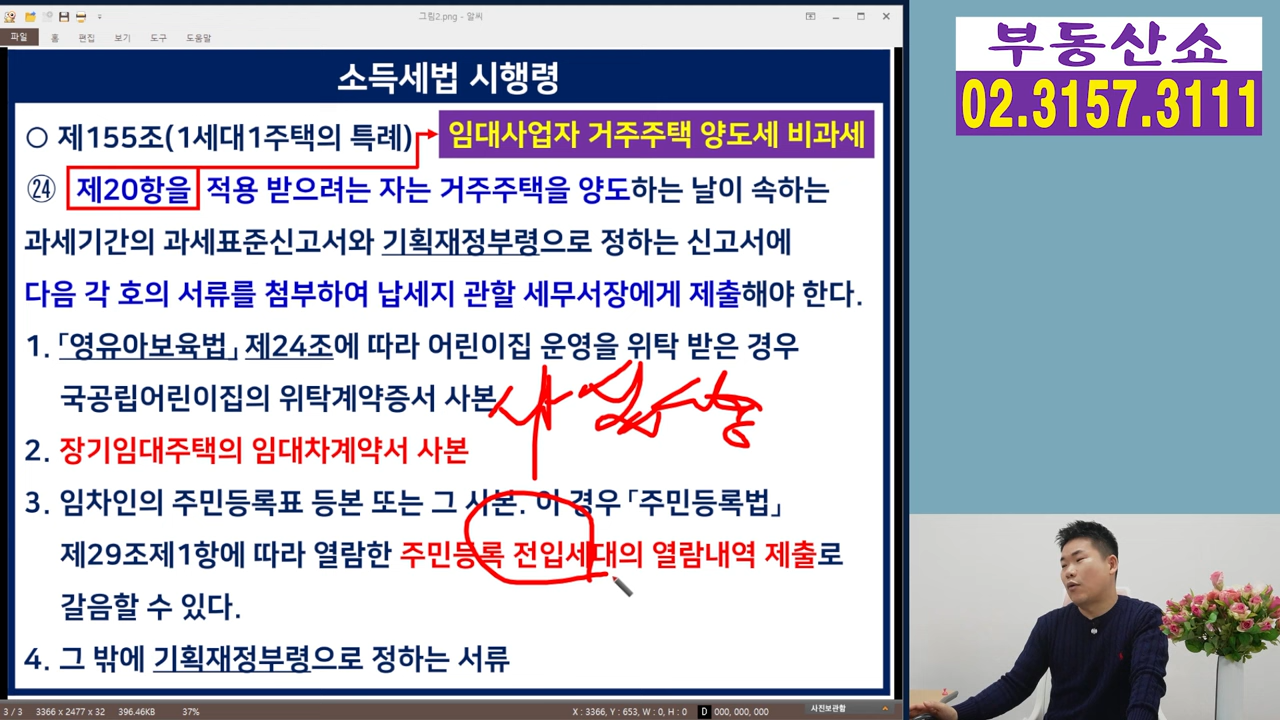 그림2.png - 알씨
파일 홈 편집 보기 도구 도움말
부동산쇼
02.3157.3111
소득세법 시행령
○ 제155조(1세대1주택의 특례)
임대사업자 거주주택 양도세 비과세
㉔ 제20항을 적용 받으려는 자는 거주주택을 양도하는 날이 속하는
과세기간의 과세표준신고서와 기획재정부령으로 정하는 신고서에
다음 각 호의 서류를 첨부하여 납세지 관할 세무서장에게 제출해야 한다.
1. 「영유아보육법」 제24조에 따라 어린이집 운영을 위탁 받은 경우
국공립어린이집의 위탁계약증서 사본
2. 장기임대주택의 임대차계약서 사본
3. 임차인의 주민등록표 등본 또는 그 사본. 이 경우 「주민등록법」
제29조제1항에 따라 열람한 주민등록 전입세대의 열람내역 제출로
갈음할 수 있다.
4. 그 밖에 기획재정부령으로 정하는 서류
3 / 3 3366 x 2477 x 32 396.46KB 37% X : 3366, Y : 653, W : 0, H : 0 D 000, 000, 000 사진보관함